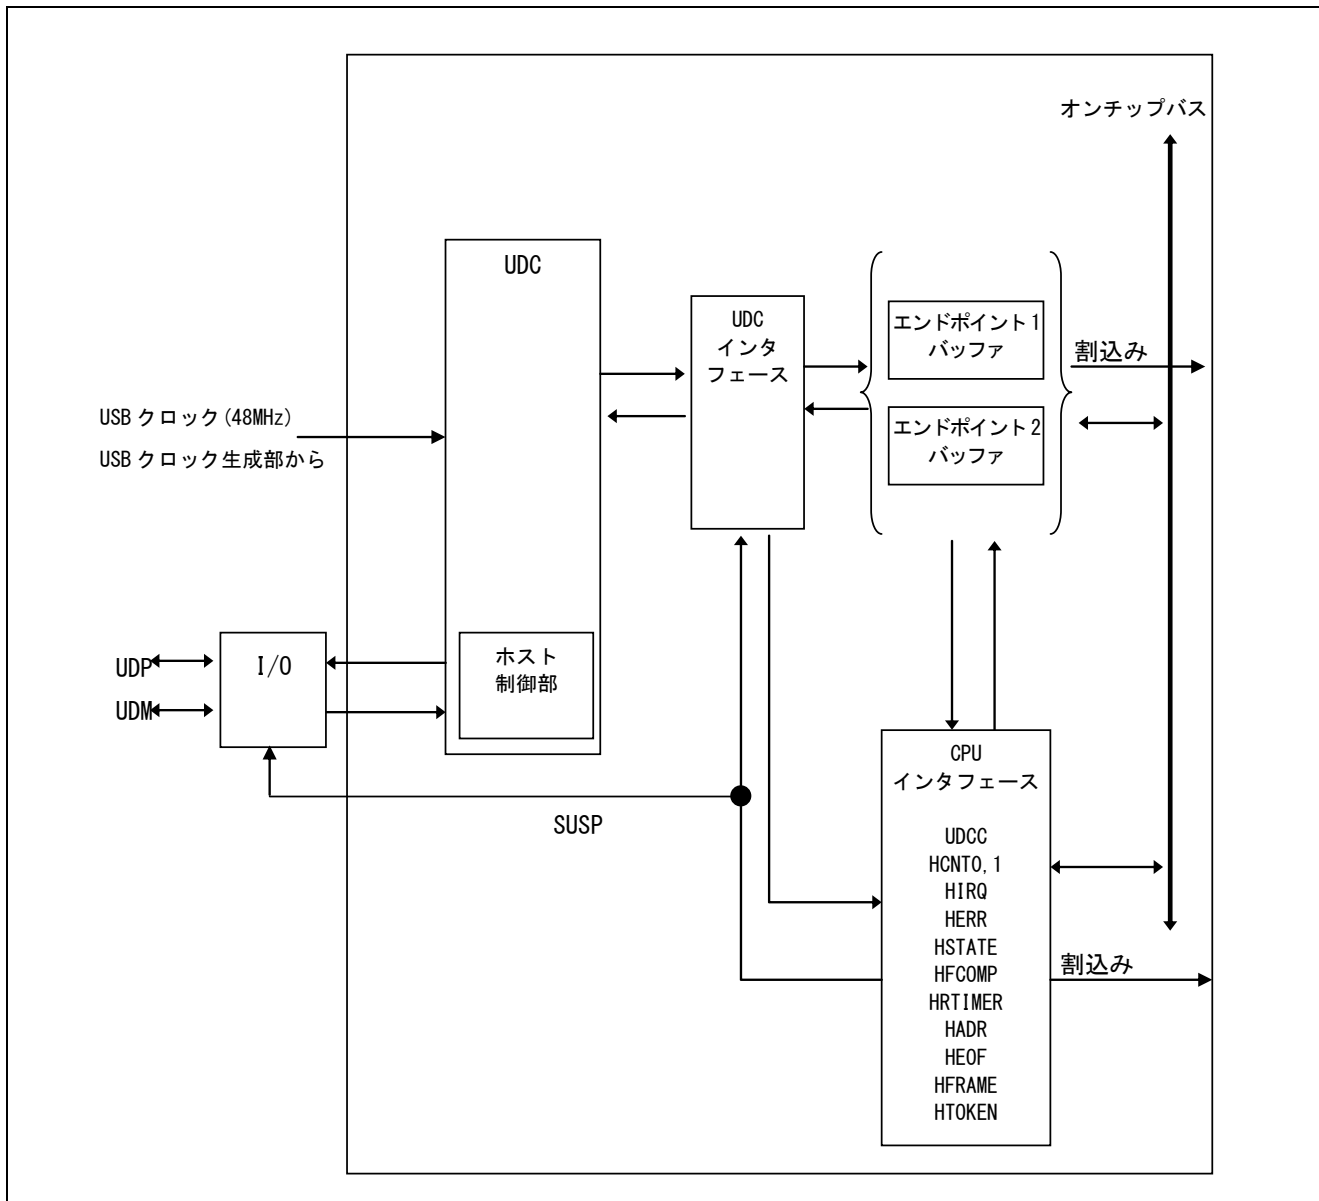 オンチップバス
UDC
UDC
インタ
フェース
エンドポイント1
バッファ
割込み
エンドポイント2
バッファ
USB クロック(48MHz)
USB クロック生成部から
ホスト
制御部
I/O
UDP
UDM
SUSP
CPU
インタフェース
UDCC
HCNT0,1
HIRQ
HERR
HSTATE
HFCOMP
HRTIMER
HADR
HEOF
HFRAME
HTOKEN
割込み